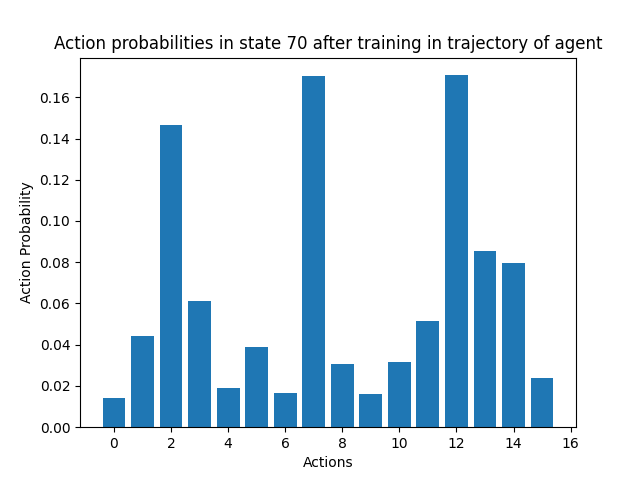 Action probabilities in state 70 after training in trajectory of agent
0.16
0.14
0.12
0.10
0.08
0.06
0.04
0.02
0.00
Action Probability
0 2 4 6 8 10 12 14 16
Actions